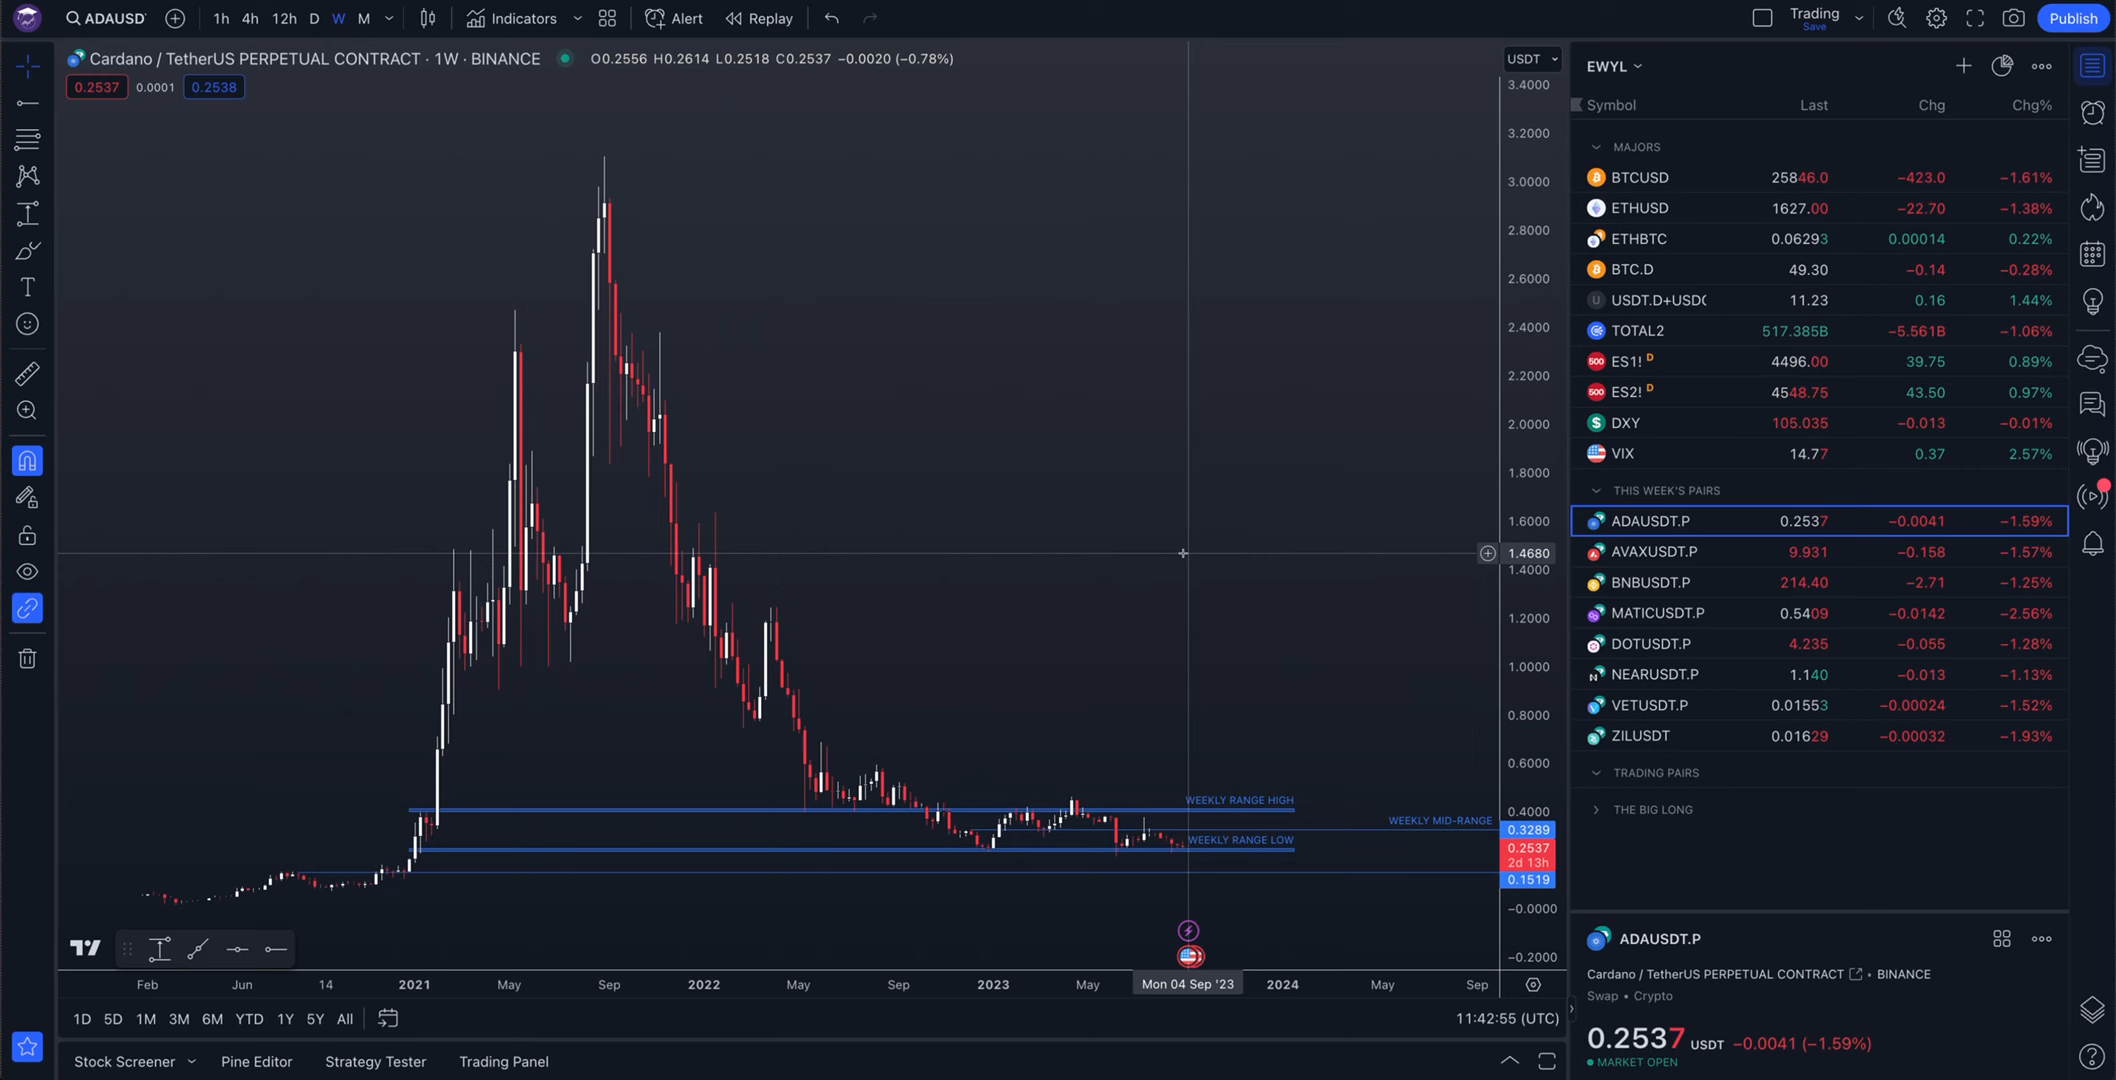 ADAUSD
1h 4h 12h D W M Indicators Alert Replay Trading Save Publish
Cardano / TetherUS PERPETUAL CONTRACT · 1W · BINANCE O0.2556 H0.2614 L0.2518 C0.2537 −0.0020 (−0.78%)
0.2537 0.0001 0.2538
USDT
3.4000
3.2000
3.0000
2.8000
2.6000
2.4000
2.2000
2.0000
1.8000
1.6000
1.4680
1.4000
1.2000
1.0000
0.8000
0.6000
0.4000
0.3289
0.2537
2d 13h
0.1519
−0.0000
−0.2000
WEEKLY RANGE HIGH
WEEKLY MID-RANGE
WEEKLY RANGE LOW
Feb Jun 14 2021 May Sep 2022 May Sep 2023 May Mon 04 Sep '23 2024 May Sep
1D 5D 1M 3M 6M YTD 1Y 5Y All 11:42:55 (UTC)
Stock Screener Pine Editor Strategy Tester Trading Panel
EWYL
Symbol Last Chg Chg%
MAJORS
BTCUSD 25846.0 −423.0 −1.61%
ETHUSD 1627.00 −22.70 −1.38%
ETHBTC 0.06293 0.00014 0.22%
BTC.D 49.30 −0.14 −0.28%
U USDT.D+USDC 11.23 0.16 1.44%
TOTAL2 517.385B −5.561B −1.06%
500 ES1! D 4496.00 39.75 0.89%
500 ES2! D 4548.75 43.50 0.97%
DXY 105.035 −0.013 −0.01%
VIX 14.77 0.37 2.57%
THIS WEEK'S PAIRS
ADAUSDT.P 0.2537 −0.0041 −1.59%
AVAXUSDT.P 9.931 −0.158 −1.57%
BNBUSDT.P 214.40 −2.71 −1.25%
MATICUSDT.P 0.5409 −0.0142 −2.56%
DOTUSDT.P 4.235 −0.055 −1.28%
NEARUSDT.P 1.140 −0.013 −1.13%
VETUSDT.P 0.01553 −0.00024 −1.52%
ZILUSDT 0.01629 −0.00032 −1.93%
TRADING PAIRS
THE BIG LONG
ADAUSDT.P
Cardano / TetherUS PERPETUAL CONTRACT • BINANCE
Swap • Crypto
0.2537 USDT −0.0041 (−1.59%)
MARKET OPEN